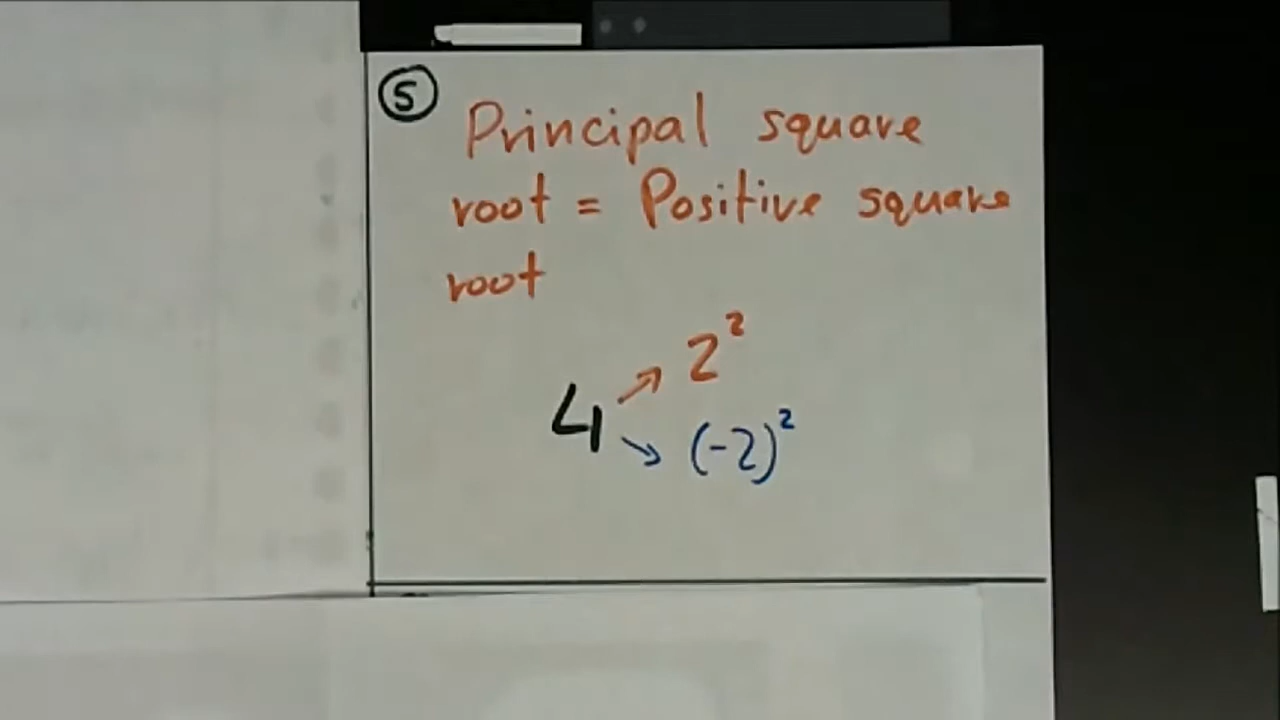 5
Principal square
root = Positive square
root
2²
4
(-2)²